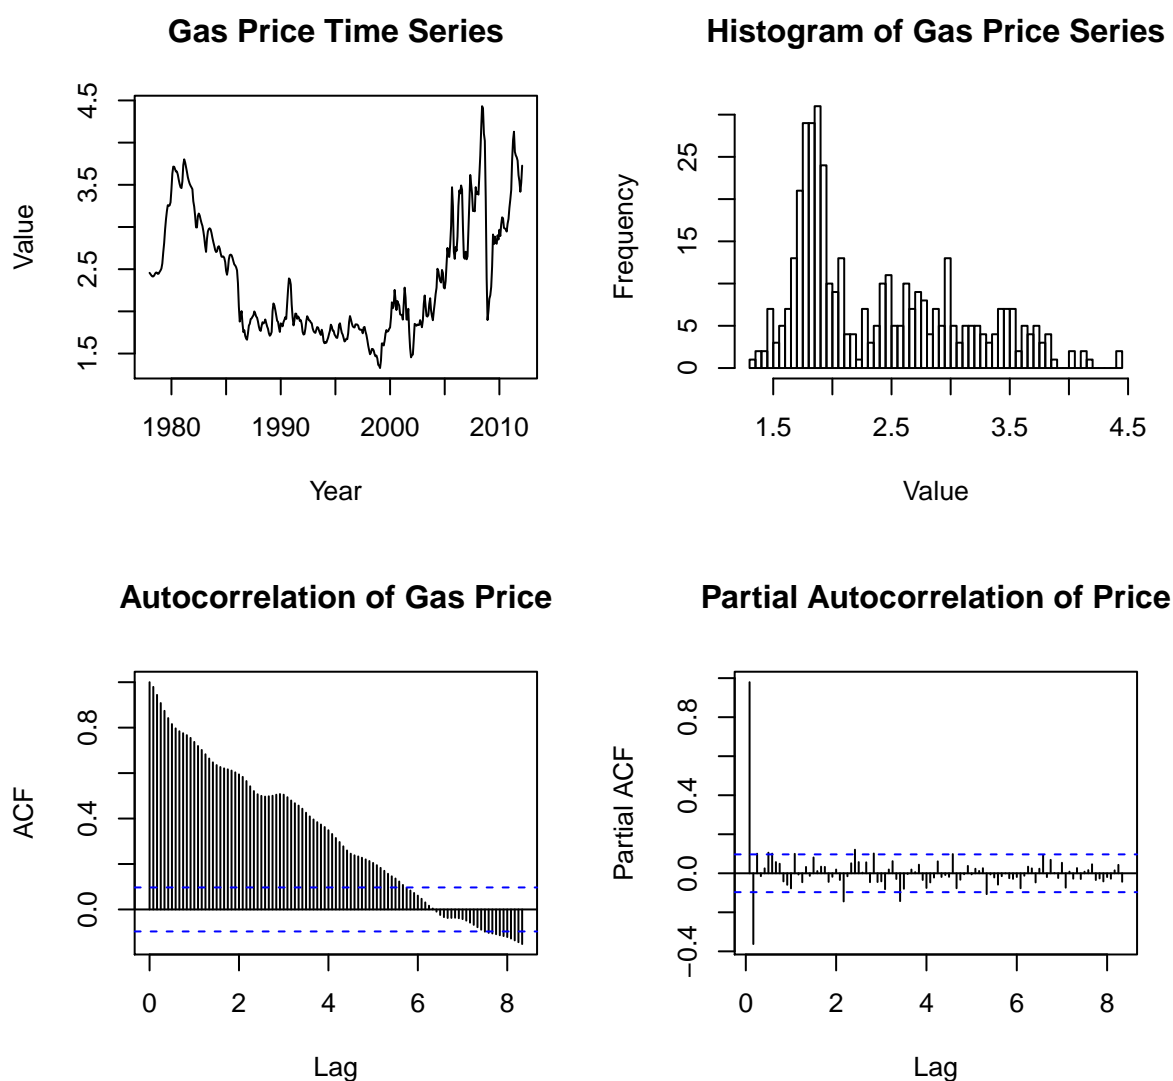 Gas Price Time Series
Value
1.5 2.5 3.5 4.5
1980 1990 2000 2010
Year
Histogram of Gas Price Series
Frequency
0 5 15 25
1.5 2.5 3.5 4.5
Value
Autocorrelation of Gas Price
ACF
0.0 0.4 0.8
0 2 4 6 8
Lag
Partial Autocorrelation of Price
Partial ACF
−0.4 0.0 0.4 0.8
0 2 4 6 8
Lag